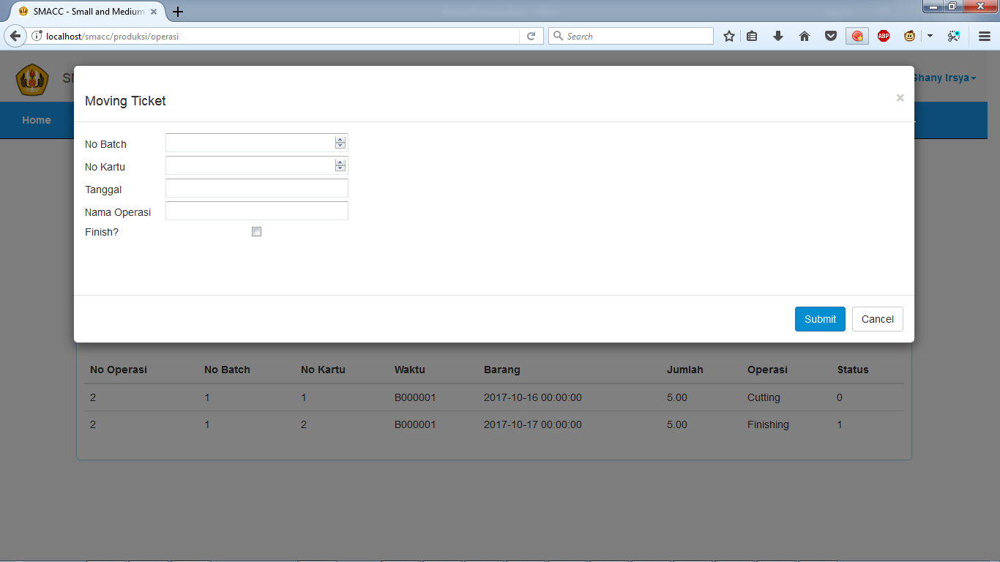 SMACC - Small and Medium
localhost/smacc/produksi/operasi
Search
ABP
Ghany Irsya
Home
Moving Ticket
×
No Batch
No Kartu
Tanggal
Nama Operasi
Finish?
Submit Cancel
No Operasi No Batch No Kartu Waktu Barang Jumlah Operasi Status
2 1 1 B000001 2017-10-16 00:00:00 5.00 Cutting 0
2 1 2 B000001 2017-10-17 00:00:00 5.00 Finishing 1